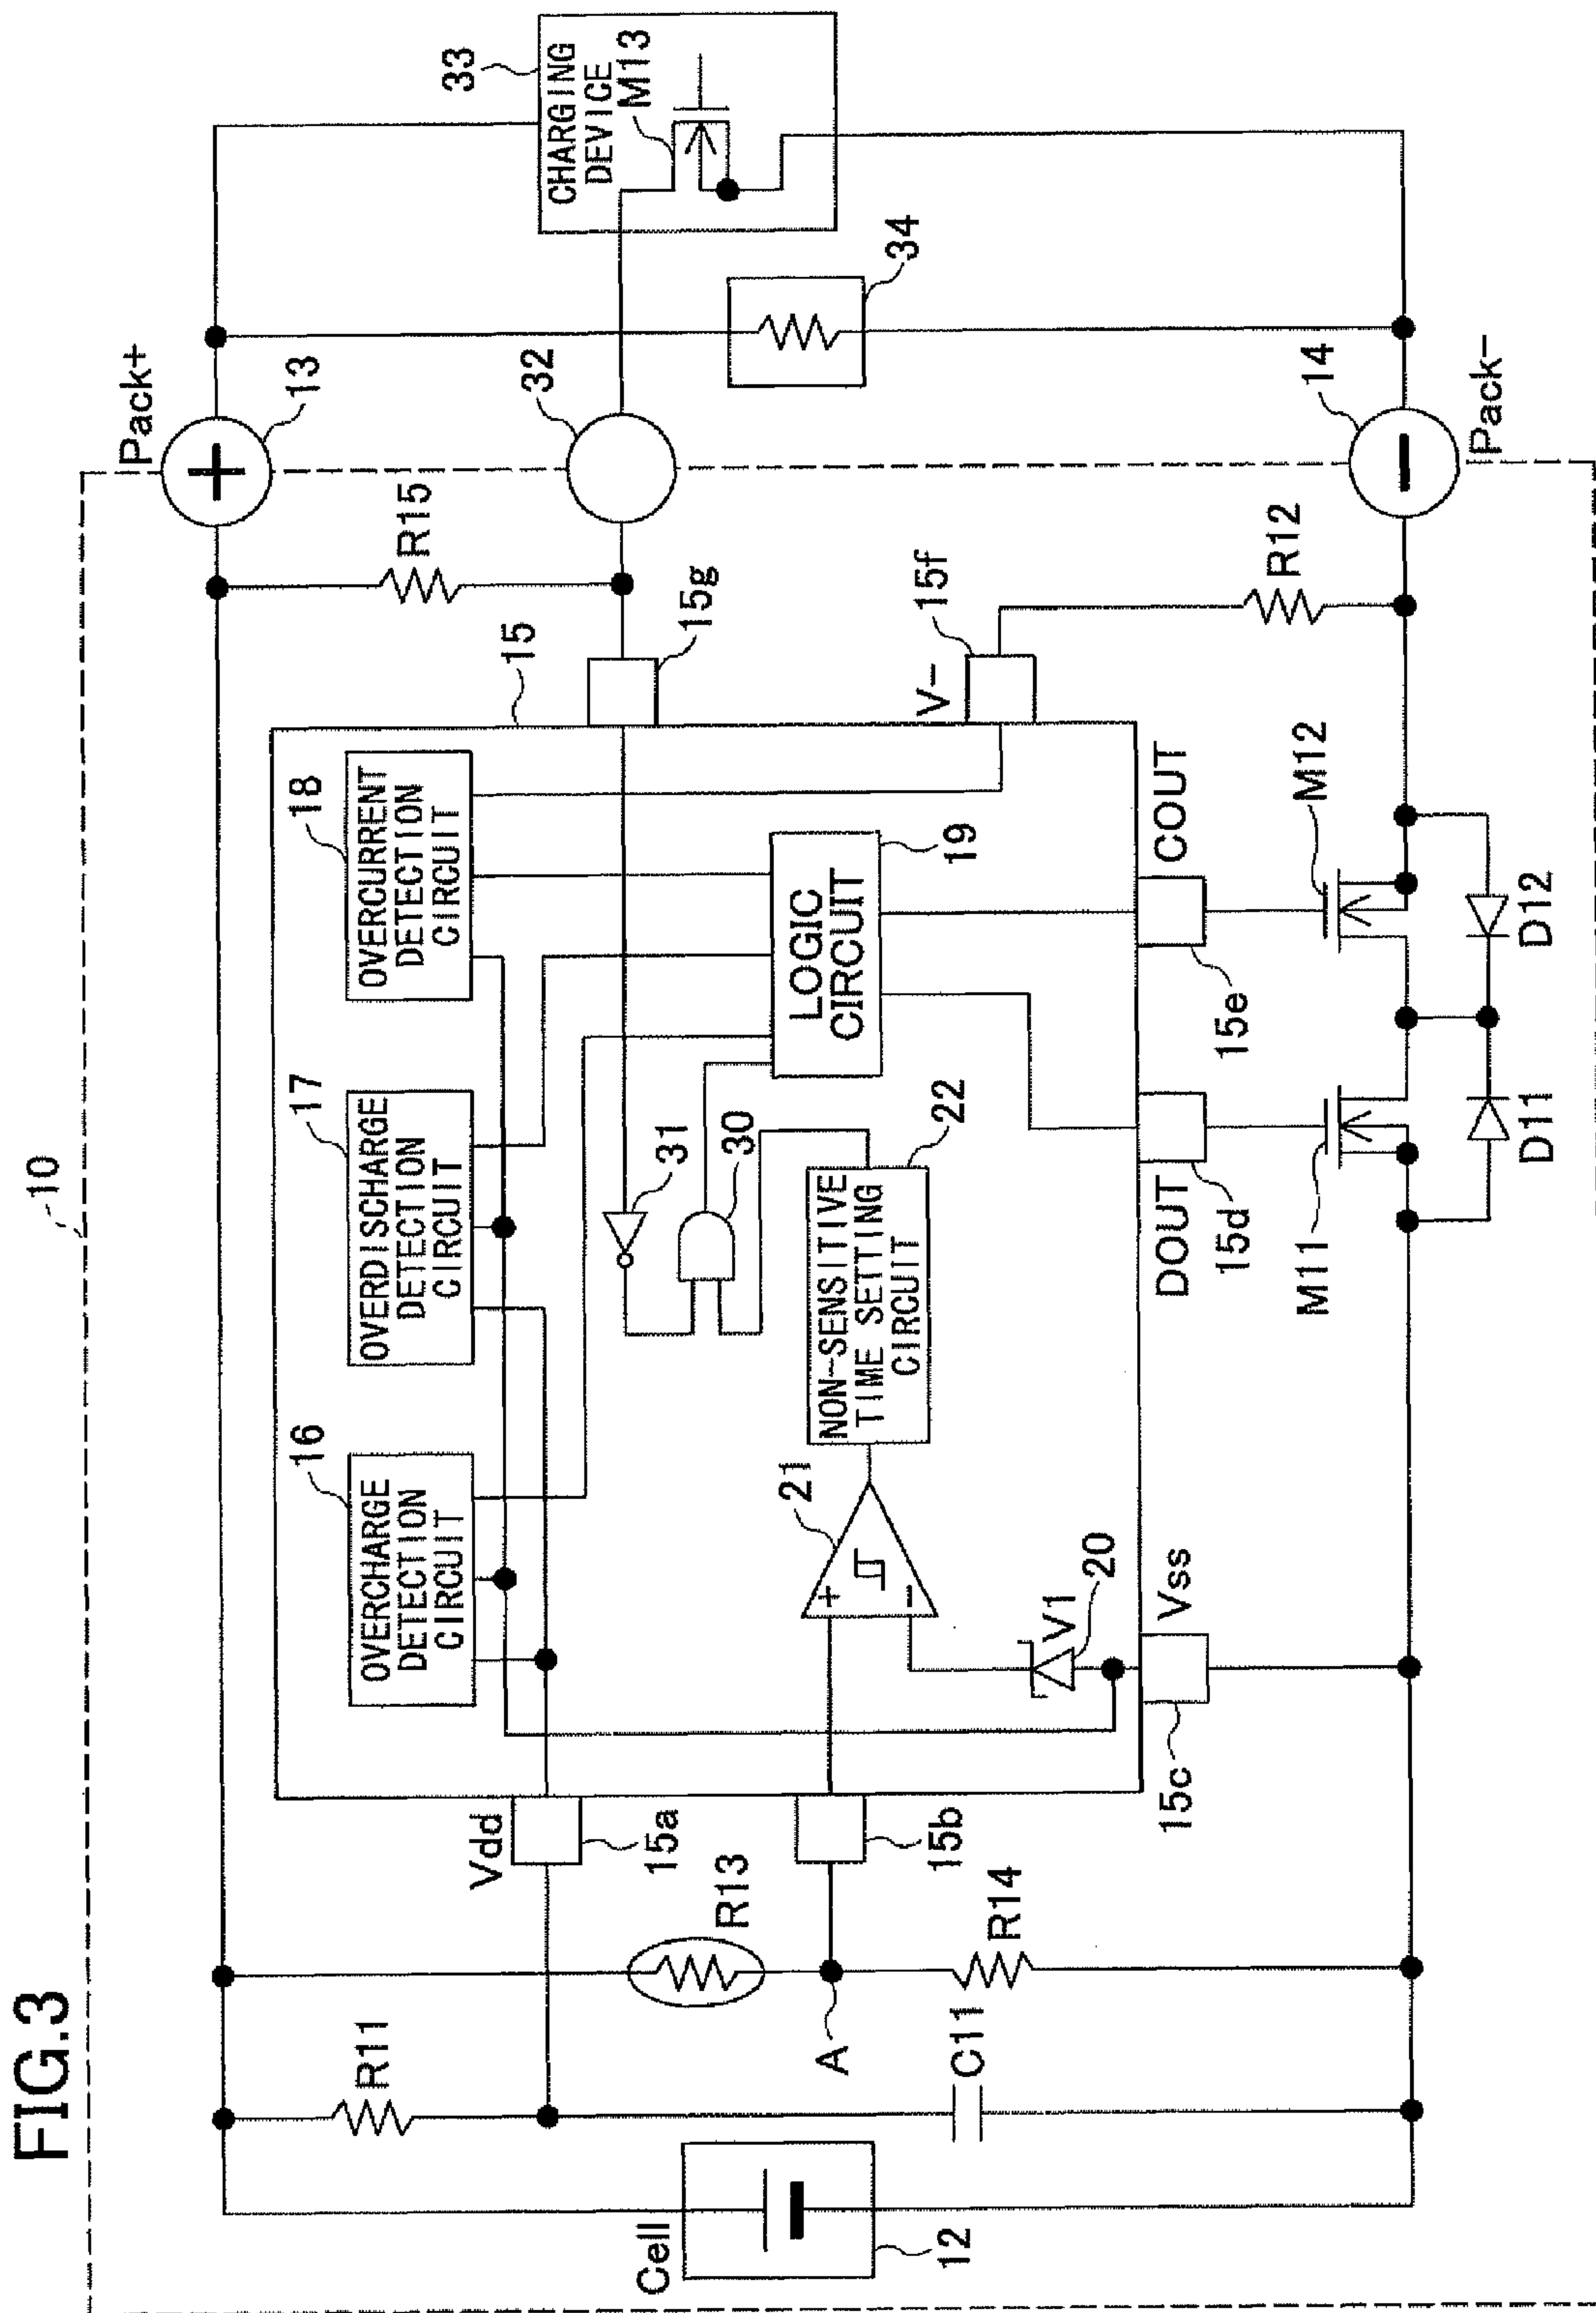 FIG.3
10
Pack+
13
33
CHARGING
DEVICE
M13
R15
32
34
15
15g
18
OVERCURRENT
DETECTION
CIRCUIT
17
OVERDISCHARGE
DETECTION
CIRCUIT
16
OVERCHARGE
DETECTION
CIRCUIT
R11
Vdd
15a
R13
31
30
LOGIC
CIRCUIT
19
V-
15f
R12
14
Pack-
NON-SENSITIVE
TIME SETTING
CIRCUIT
22
21
+
-
15b
A
R14
C11
Cell
12
V1
20
Vss
15c
DOUT
15d
COUT
15e
M11
M12
D11
D12